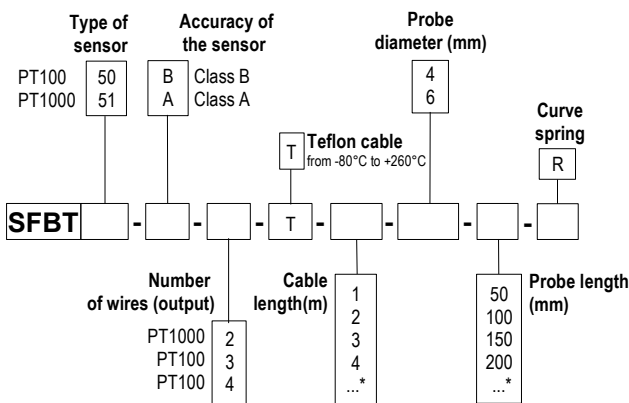 Type of
sensor
PT100 50
PT1000 51
Accuracy of
the sensor
B Class B
A Class A
Probe
diameter (mm)
4
6
Curve
spring
R
T Teflon cable
from -80°C to +260°C
SFBT - - - T - - - -
Number
of wires (output)
PT1000 2
PT100 3
PT100 4
Cable
length(m)
1
2
3
4
...*
50
100
150
200
...*
Probe length
(mm)